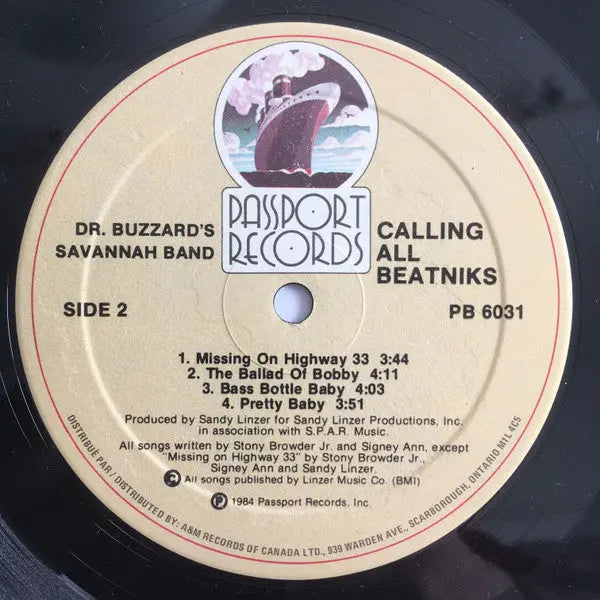 PASSPORT
RECORDS
DR. BUZZARD'S
SAVANNAH BAND
CALLING
ALL
BEATNIKS
SIDE 2
PB 6031
1. Missing On Highway 33 3:44
2. The Ballad Of Bobby 4:11
3. Bass Bottle Baby 4:03
4. Pretty Baby 3:51
Produced by Sandy Linzer for Sandy Linzer Productions, Inc.
in association with S.P.A.R. Music.
All songs written by Stony Browder Jr. and Signey Ann, except
"Missing on Highway 33" by Stony Browder Jr.,
Signey Ann and Sandy Linzer.
© All songs published by Linzer Music Co. (BMI)
℗ 1984 Passport Records, Inc.
DISTRIBUÉ PAR / DISTRIBUTED BY: A&M RECORDS OF CANADA LTD., 939 WARDEN AVE., SCARBOROUGH, ONTARIO M1L 4C5